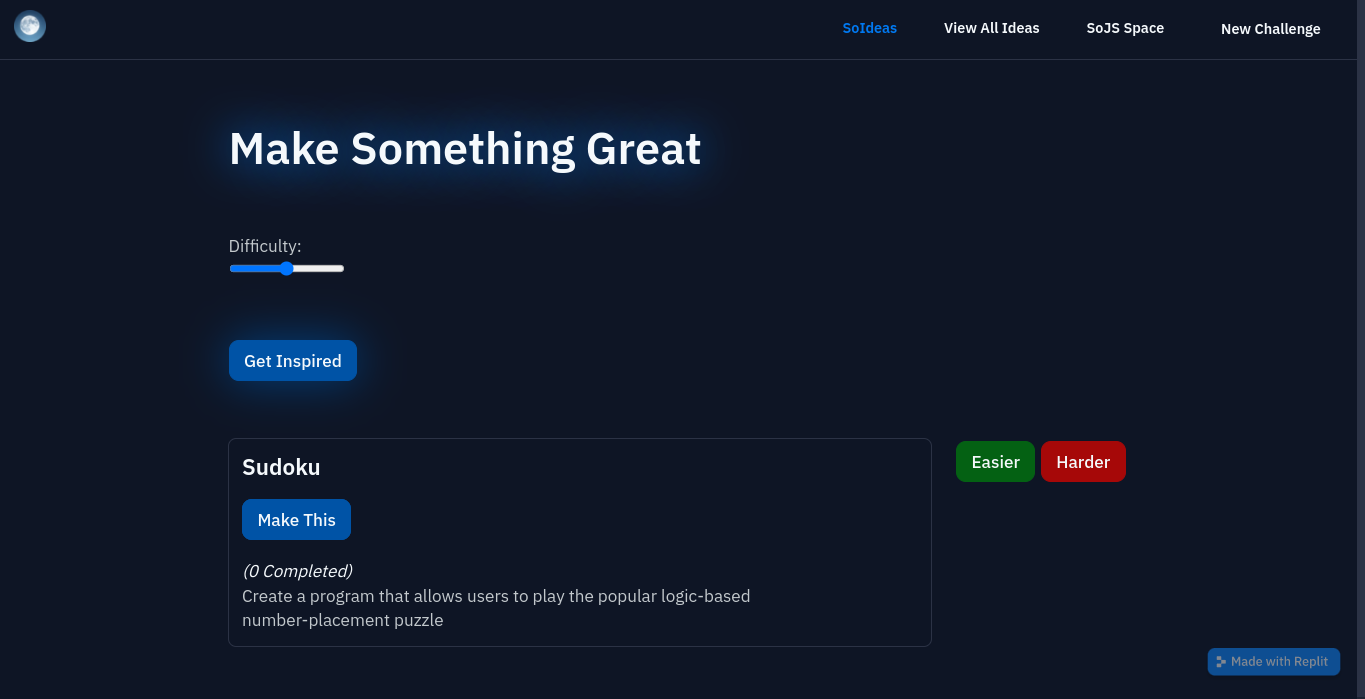 SoIdeas View All Ideas SoJS Space New Challenge
Make Something Great
Difficulty:
Get Inspired
Sudoku
Easier Harder
Make This
(0 Completed)
Create a program that allows users to play the popular logic-based
number-placement puzzle
Made with Replit